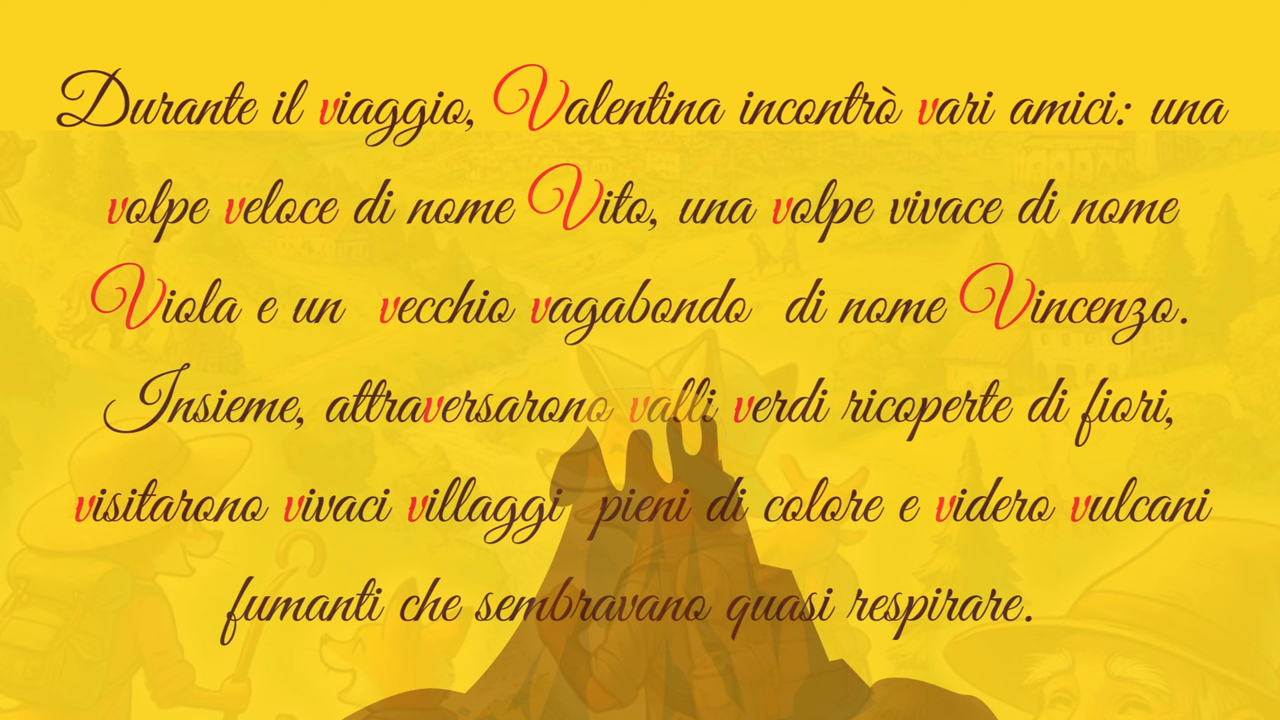 Durante il viaggio, Valentina incontrò vari amici: una
volpe veloce di nome Vito, una volpe vivace di nome
Viola e un vecchio vagabondo di nome Vincenzo.
Insieme, attraversarono valli verdi ricoperte di fiori,
visitarono vivaci villaggi pieni di colore e videro vulcani
fumanti che sembravano quasi respirare.